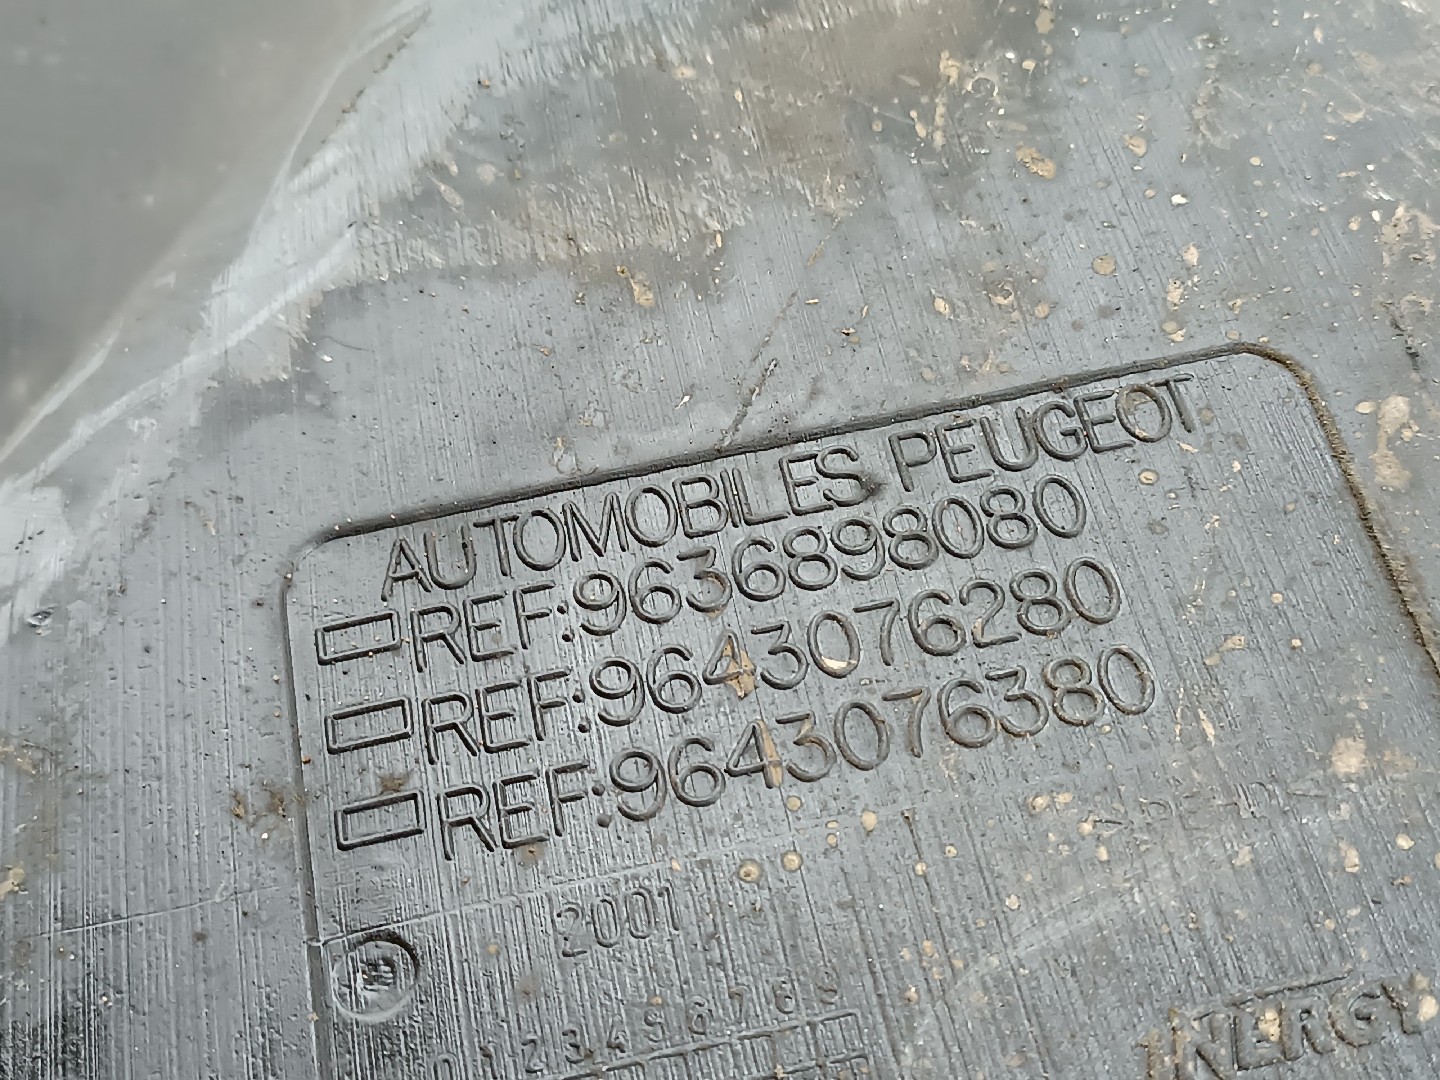 AUTOMOBILES PEUGEOT
REF:9636898080
REF:9643076280
REF:9643076380
2001
0 1 2 3 4 5 6 7 8 9
INERGY